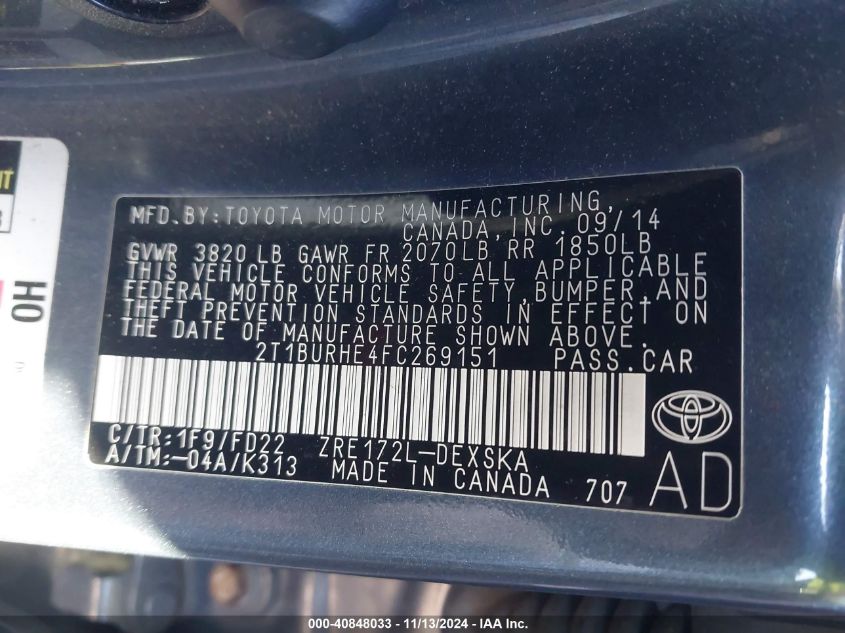 MFD. BY: TOYOTA MOTOR MANUFACTURING,
CANADA, INC. 09/14
GVWR 3820 LB GAWR FR 2070LB RR 1850LB
THIS VEHICLE CONFORMS TO ALL APPLICABLE
FEDERAL MOTOR VEHICLE SAFETY, BUMPER, AND
THEFT PREVENTION STANDARDS IN EFFECT ON
THE DATE OF MANUFACTURE SHOWN ABOVE.
2T1BURHE4FC269151 PASS. CAR
C/TR: 1F9/FD22 ZRE172L-DEXSKA
A/TM:-04A/K313 MADE IN CANADA 707
AD
HO
©40848033 - 11/13/2024 - © IAA Inc.